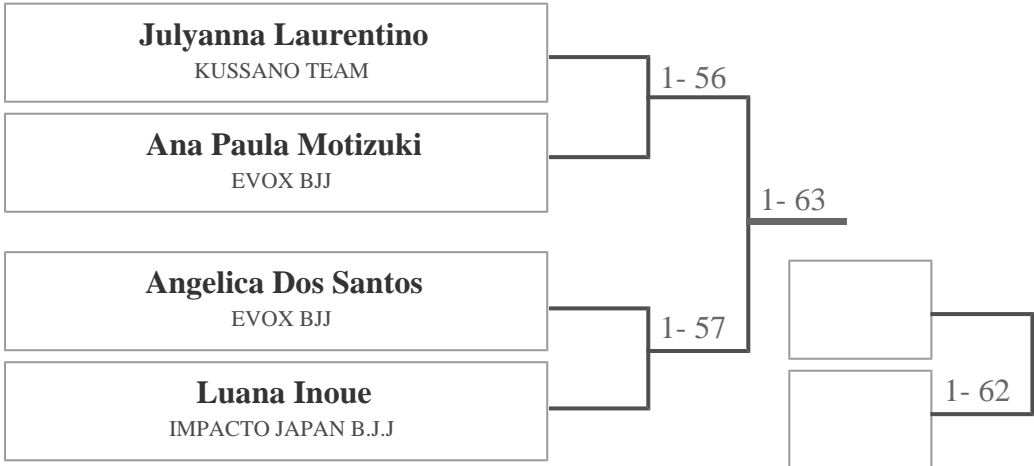 Julyanna Laurentino
KUSSANO TEAM
1- 56
Ana Paula Motizuki
EVOX BJJ
1- 63
Angelica Dos Santos
EVOX BJJ
1- 57
Luana Inoue
IMPACTO JAPAN B.J.J
1- 62